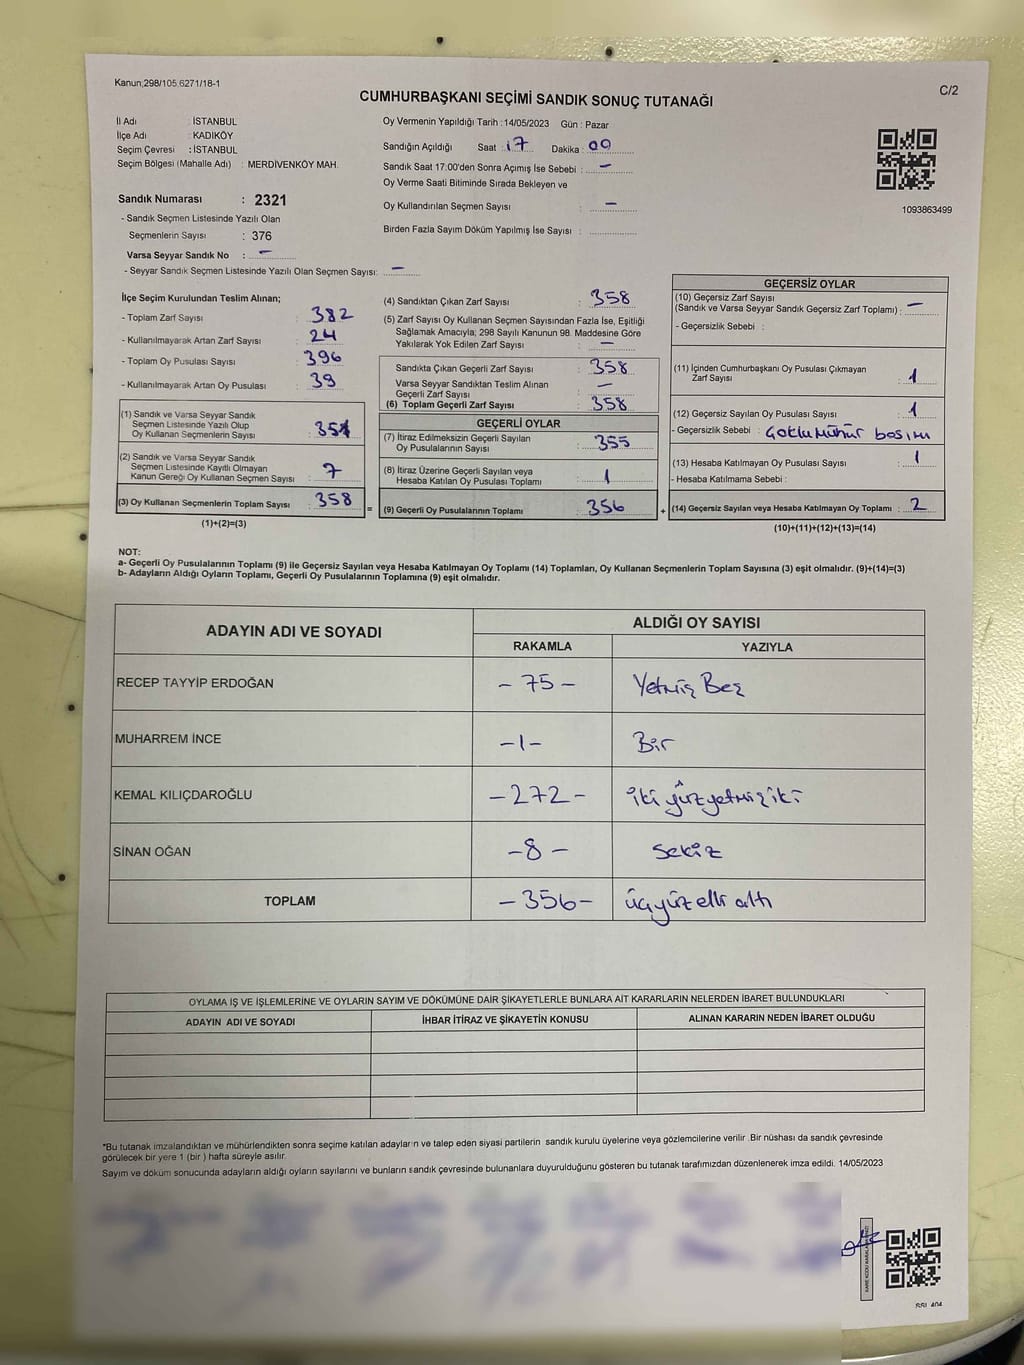 Kanun,298/105,6271/18-1
C/2
CUMHURBAŞKANI SEÇİMİ SANDIK SONUÇ TUTANAĞI
İl Adı : İSTANBUL
İlçe Adı : KADIKÖY
Seçim Çevresi : İSTANBUL
Seçim Bölgesi (Mahalle Adı) : MERDİVENKÖY MAH.
Sandık Numarası : 2321
- Sandık Seçmen Listesinde Yazılı Olan
Seçmenlerin Sayısı : 376
Varsa Seyyar Sandık No : –
- Seyyar Sandık Seçmen Listesinde Yazılı Olan Seçmen Sayısı: –
Oy Vermenin Yapıldığı Tarih : 14/05/2023 Gün : Pazar
Sandığın Açıldığı Saat : 17 Dakika : 09
Sandık Saat 17:00'den Sonra Açımış İse Sebebi : –
Oy Verme Saati Bitiminde Sırada Bekleyen ve
Oy Kullandırılan Seçmen Sayısı : –
Birden Fazla Sayım Döküm Yapılmış İse Sayısı :
1093863499
İlçe Seçim Kurulundan Teslim Alınan;
- Toplam Zarf Sayısı : 382
- Kullanılmayarak Artan Zarf Sayısı : 24
- Toplam Oy Pusulası Sayısı : 396
- Kullanılmayarak Artan Oy Pusulası : 39
(1) Sandık ve Varsa Seyyar Sandık
Seçmen Listesinde Yazılı Olup
Oy Kullanan Seçmenlerin Sayısı : 351
(2) Sandık ve Varsa Seyyar Sandık
Seçmen Listesinde Kayıtlı Olmayan
Kanun Gereği Oy Kullanan Seçmen Sayısı : 7
(3) Oy Kullanan Seçmenlerin Toplam Sayısı : 358
(1)+(2)=(3)
=
(4) Sandıktan Çıkan Zarf Sayısı : 358
(5) Zarf Sayısı Oy Kullanan Seçmen Sayısından Fazla İse, Eşitliği
Sağlamak Amacıyla; 298 Sayılı Kanunun 98. Maddesine Göre
Yakılarak Yok Edilen Zarf Sayısı : –
Sandıkta Çıkan Geçerli Zarf Sayısı : 358
Varsa Seyyar Sandıktan Teslim Alınan
Geçerli Zarf Sayısı : –
(6) Toplam Geçerli Zarf Sayısı : 358
GEÇERLİ OYLAR
(7) İtiraz Edilmeksizin Geçerli Sayılan
Oy Pusulalarının Sayısı : 355
(8) İtiraz Üzerine Geçerli Sayılan veya
Hesaba Katılan Oy Pusulası Toplamı : 1
(9) Geçerli Oy Pusulalarının Toplamı : 356
+
GEÇERSİZ OYLAR
(10) Geçersiz Zarf Sayısı
(Sandık ve Varsa Seyyar Sandık Geçersiz Zarf Toplamı) : –
- Geçersizlik Sebebi :
(11) İçinden Cumhurbaşkanı Oy Pusulası Çıkmayan
Zarf Sayısı : 1
(12) Geçersiz Sayılan Oy Pusulası Sayısı : 1
- Geçersizlik Sebebi : Çoklu Mühür basımı
(13) Hesaba Katılmayan Oy Pusulası Sayısı : 1
- Hesaba Katılmama Sebebi :
(14) Geçersiz Sayılan veya Hesaba Katılmayan Oy Toplamı : 2
(10)+(11)+(12)+(13)=(14)
NOT:
a- Geçerli Oy Pusulalarının Toplamı (9) ile Geçersiz Sayılan veya Hesaba Katılmayan Oy Toplamı (14) Toplamları, Oy Kullanan Seçmenlerin Toplam Sayısına (3) eşit olmalıdır. (9)+(14)=(3)
b- Adayların Aldığı Oyların Toplamı, Geçerli Oy Pusulalarının Toplamına (9) eşit olmalıdır.
ADAYIN ADI VE SOYADI
ALDIĞI OY SAYISI
RAKAMLA YAZIYLA
RECEP TAYYİP ERDOĞAN – 75 – Yetmiş Beş
MUHARREM İNCE –1– Bir
KEMAL KILIÇDAROĞLU –272– iki yüz yetmiş iki
SİNAN OĞAN –8– Sekiz
TOPLAM –356– üçyüz elli altı
OYLAMA İŞ VE İŞLEMLERİNE VE OYLARIN SAYIM VE DÖKÜMÜNE DAİR ŞİKAYETLERLE BUNLARA AİT KARARLARIN NELERDEN İBARET BULUNDUKLARI
ADAYIN ADI VE SOYADI İHBAR İTİRAZ VE ŞİKAYETİN KONUSU ALINAN KARARIN NEDEN İBARET OLDUĞU
*Bu tutanak imzalandıktan ve mühürlendikten sonra seçime katılan adayların ve talep eden siyasi partilerin sandık kurulu üyelerine veya gözlemcilerine verilir. Bir nüshası da sandık çevresinde
görülecek bir yere 1 (bir ) hafta süreyle asılır.
Sayım ve döküm sonucunda adayların aldığı oyların sayılarını ve bunların sandık çevresinde bulunanlara duyurulduğunu gösteren bu tutanak tarafımızdan düzenlenerek imza edildi. 14/05/2023